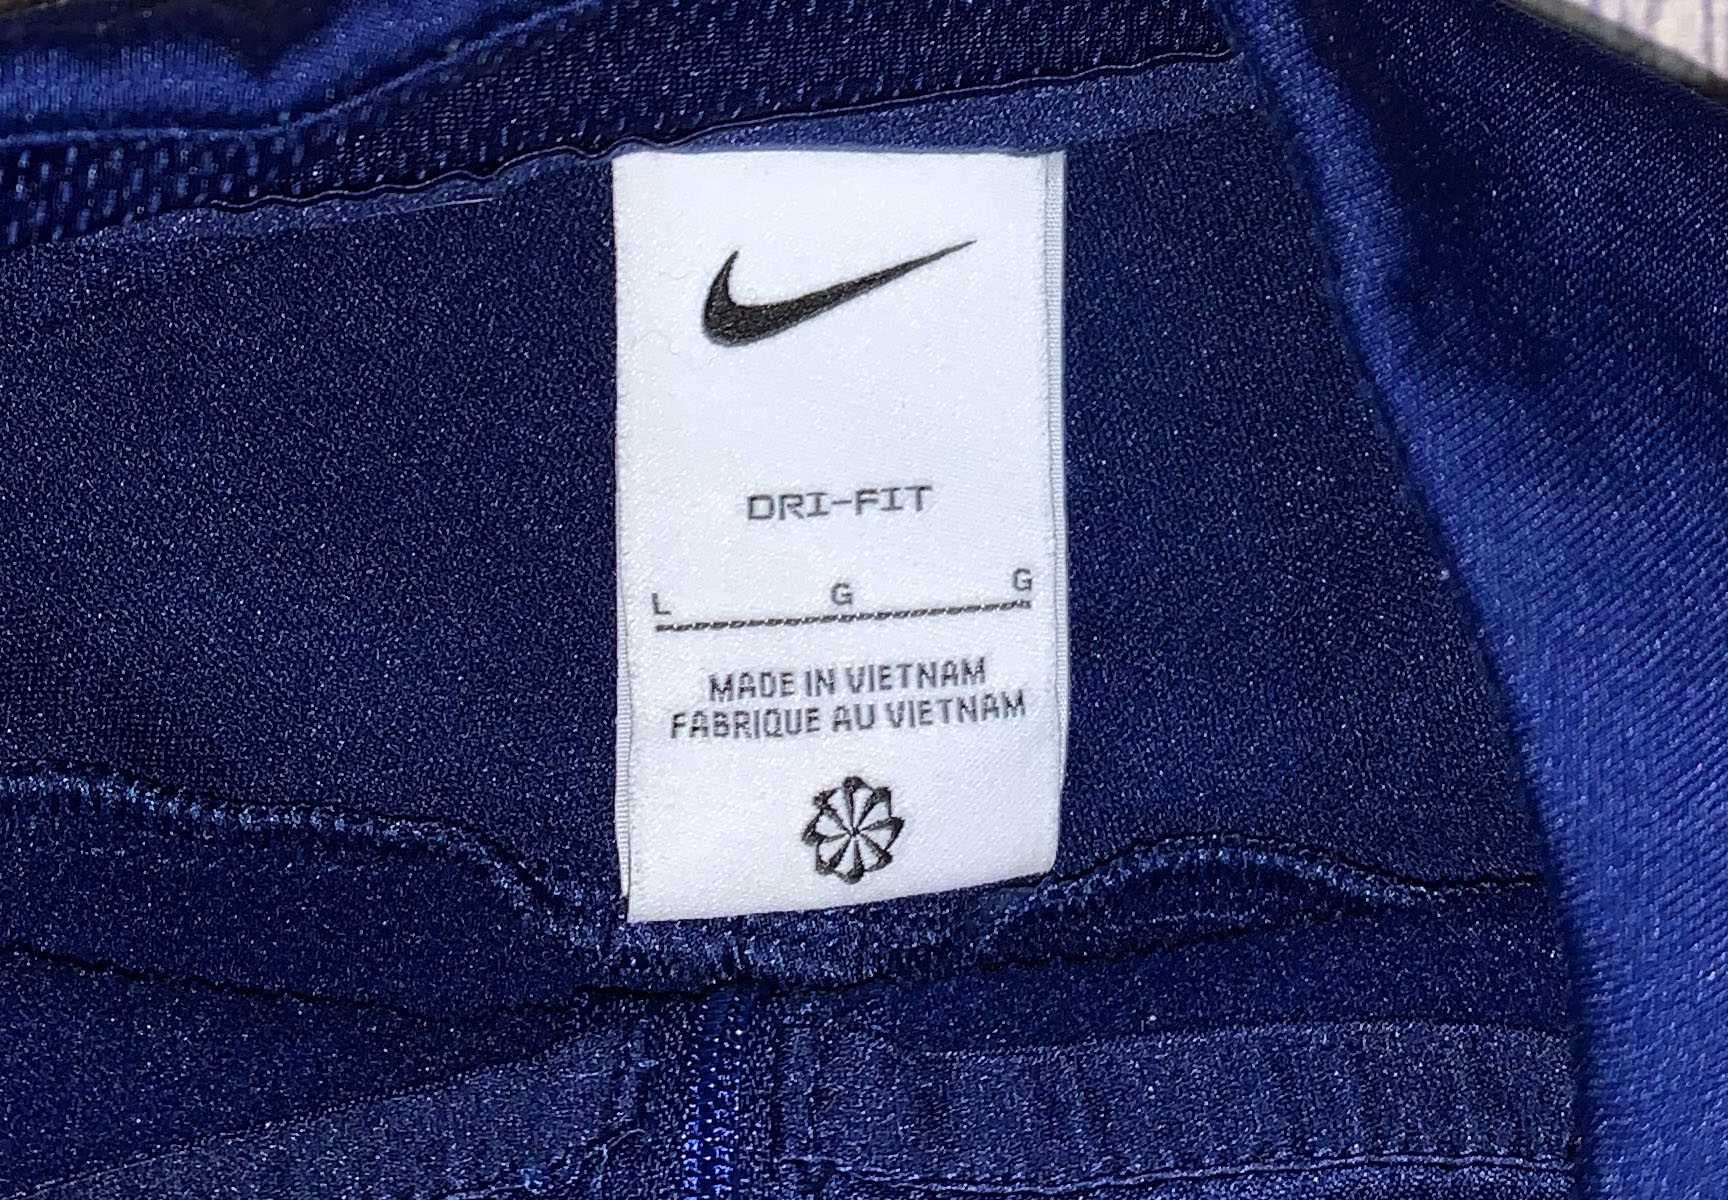 DRI-FIT
L G G
MADE IN VIETNAM
FABRIQUE AU VIETNAM